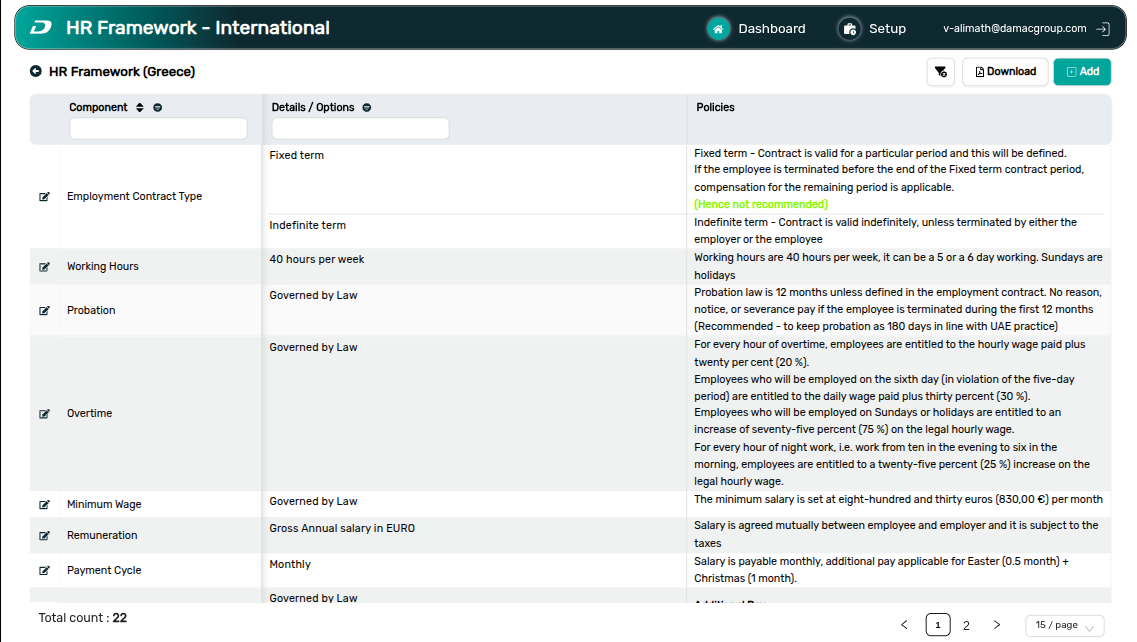 HR Framework - International
Dashboard
Setup
v-alimath@damacgroup.com
HR Framework (Greece)
Download
Add
Component
Details / Options
Policies
Employment Contract Type
Fixed term
Fixed term - Contract is valid for a particular period and this will be defined.
If the employee is terminated before the end of the Fixed term contract period,
compensation for the remaining period is applicable.
(Hence not recommended)
Indefinite term
Indefinite term - Contract is valid indefinitely, unless terminated by either the
employer or the employee
Working Hours
40 hours per week
Working hours are 40 hours per week, it can be a 5 or a 6 day working. Sundays are
holidays
Probation
Governed by Law
Probation law is 12 months unless defined in the employment contract. No reason,
notice, or severance pay if the employee is terminated during the first 12 months
(Recommended - to keep probation as 180 days in line with UAE practice)
Overtime
Governed by Law
For every hour of overtime, employees are entitled to the hourly wage paid plus
twenty per cent (20 %).
Employees who will be employed on the sixth day (in violation of the five-day
period) are entitled to the daily wage paid plus thirty percent (30 %).
Employees who will be employed on Sundays or holidays are entitled to an
increase of seventy-five percent (75 %) on the legal hourly wage.
For every hour of night work, i.e. work from ten in the evening to six in the
morning, employees are entitled to a twenty-five percent (25 %) increase on the
legal hourly wage.
Minimum Wage
Governed by Law
The minimum salary is set at eight-hundred and thirty euros (830,00 €) per month
Remuneration
Gross Annual salary in EURO
Salary is agreed mutually between employee and employer and it is subject to the
taxes
Payment Cycle
Monthly
Salary is payable monthly, additional pay applicable for Easter (0.5 month) +
Christmas (1 month).
Governed by Law
Total count : 22
< 1 2 >
15 / page